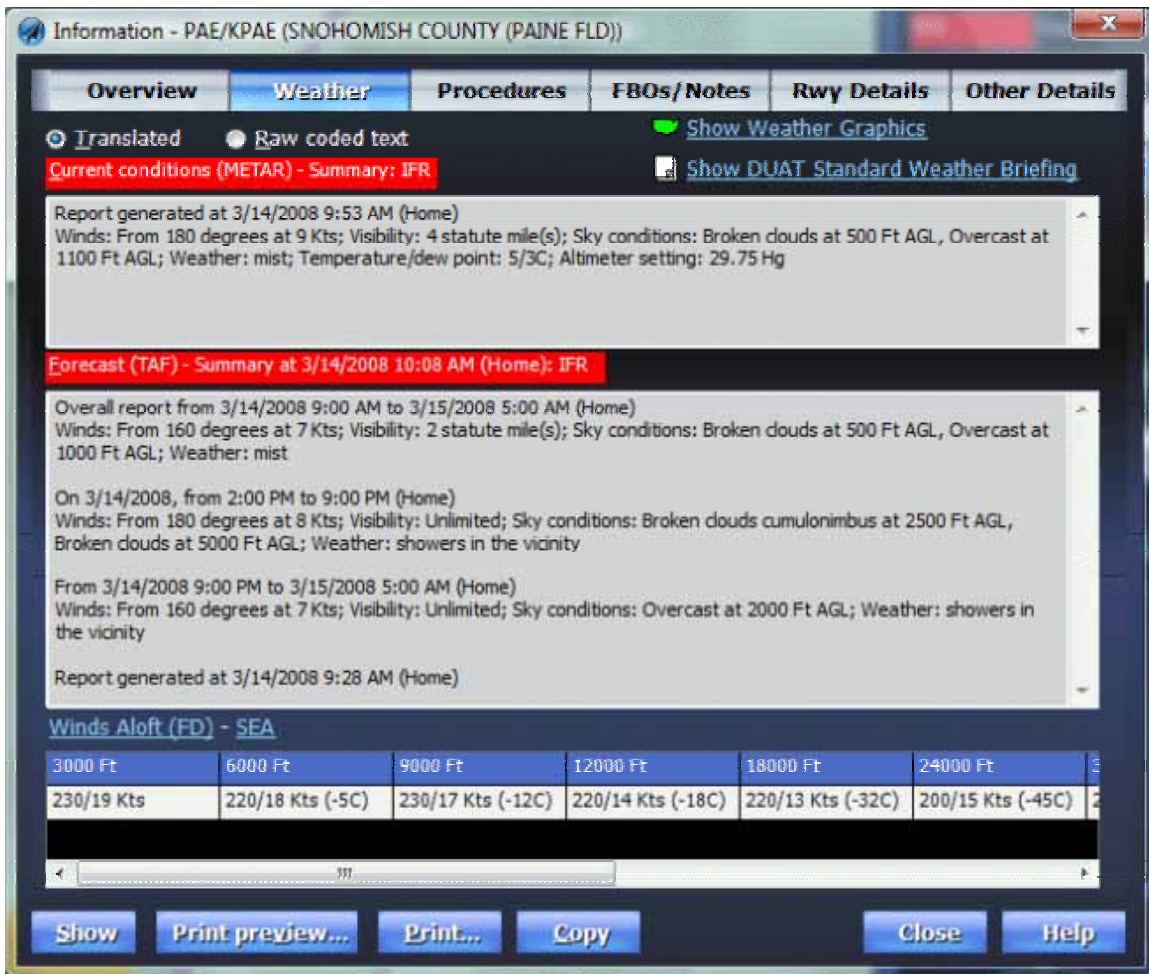 Information - PAE/KPAE (SNOHOMISH COUNTY (PAINE FLD))
x
Overview Weather Procedures FBOs/Notes Rwy Details Other Details
Translated Raw coded text Show Weather Graphics
Current conditions (METAR) - Summary: IFR Show DUAT Standard Weather Briefing
Report generated at 3/14/2008 9:53 AM (Home)
Winds: From 180 degrees at 9 Kts; Visibility: 4 statute mile(s); Sky conditions: Broken clouds at 500 Ft AGL, Overcast at
1100 Ft AGL; Weather: mist; Temperature/dew point: 5/3C; Altimeter setting: 29.75 Hg
Forecast (TAF) - Summary at 3/14/2008 10:08 AM (Home): IFR
Overall report from 3/14/2008 9:00 AM to 3/15/2008 5:00 AM (Home)
Winds: From 160 degrees at 7 Kts; Visibility: 2 statute mile(s); Sky conditions: Broken clouds at 500 Ft AGL, Overcast at
1000 Ft AGL; Weather: mist
On 3/14/2008, from 2:00 PM to 9:00 PM (Home)
Winds: From 180 degrees at 8 Kts; Visibility: Unlimited; Sky conditions: Broken clouds cumulonimbus at 2500 Ft AGL,
Broken clouds at 5000 Ft AGL; Weather: showers in the vicinity
From 3/14/2008 9:00 PM to 3/15/2008 5:00 AM (Home)
Winds: From 160 degrees at 7 Kts; Visibility: Unlimited; Sky conditions: Overcast at 2000 Ft AGL; Weather: showers in
the vicinity
Report generated at 3/14/2008 9:28 AM (Home)
Winds Aloft (FD) - SEA
3000 Ft 6000 Ft 9000 Ft 12000 Ft 18000 Ft 24000 Ft 3
230/19 Kts 220/18 Kts (-5C) 230/17 Kts (-12C) 220/14 Kts (-18C) 220/13 Kts (-32C) 200/15 Kts (-45C) 2
Show Print preview... Print... Copy Close Help